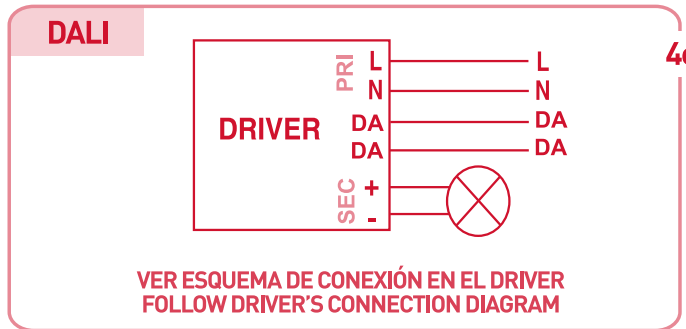 DALI
PRI
L L
N N
DRIVER
DA DA
DA DA
SEC
+
-
VER ESQUEMA DE CONEXIÓN EN EL DRIVER
FOLLOW DRIVER'S CONNECTION DIAGRAM